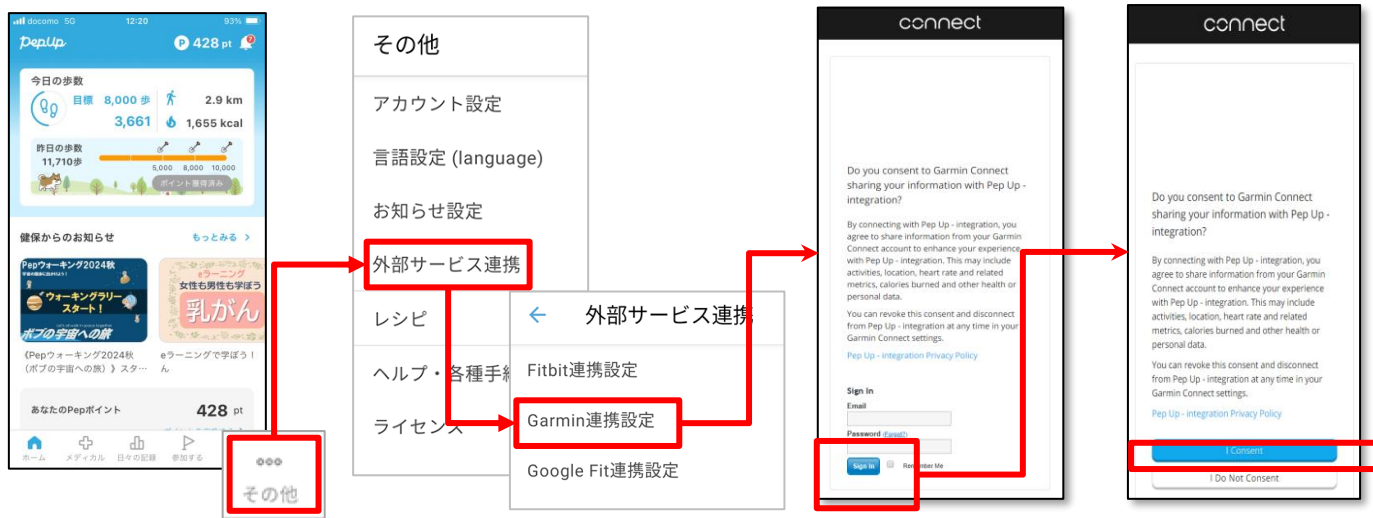 docomo 5G 12:20 93%
PepUp
P 428 pt
今日の歩数
目標 8,000 歩 2.9 km
3,661 1,655 kcal
昨日の歩数
11,710歩
5,000 8,000 10,000
ポイント獲得済み
健保からのお知らせ もっとみる >
Pepウォーキング2024秋
ウォーキングラリー
スタート!
ボブの宇宙への旅
eラーニング
女性も男性も学ぼう
乳がん
《Pepウォーキング2024秋
(ボブの宇宙への旅)》スタ…
eラーニングで学ぼう!
ん
あなたのPepポイント 428 pt
ホーム メディカル 日々の記録 参加する
その他
その他
アカウント設定
言語設定 (language)
お知らせ設定
外部サービス連携
レシピ
ヘルプ・各種手続
ライセンス
← 外部サービス連携
Fitbit連携設定
Garmin連携設定
Google Fit連携設定
connect
Do you consent to Garmin Connect
sharing your information with Pep Up -
integration?
By connecting with Pep Up - integration, you
agree to share information from your Garmin
Connect account to enhance your experience
with Pep Up - integration. This may include
activities, location, heart rate and related
metrics, calories burned and other health or
personal data.
You can revoke this consent and disconnect
from Pep Up - integration at any time in your
Garmin Connect settings.
Pep Up - integration Privacy Policy
Sign In
Email
Password (Forgot?)
Sign In Remember Me
connect
Do you consent to Garmin Connect
sharing your information with Pep Up -
integration?
By connecting with Pep Up - integration, you
agree to share information from your Garmin
Connect account to enhance your experience
with Pep Up - integration. This may include
activities, location, heart rate and related
metrics, calories burned and other health or
personal data.
You can revoke this consent and disconnect
from Pep Up - integration at any time in your
Garmin Connect settings.
Pep Up - integration Privacy Policy
I Consent
I Do Not Consent